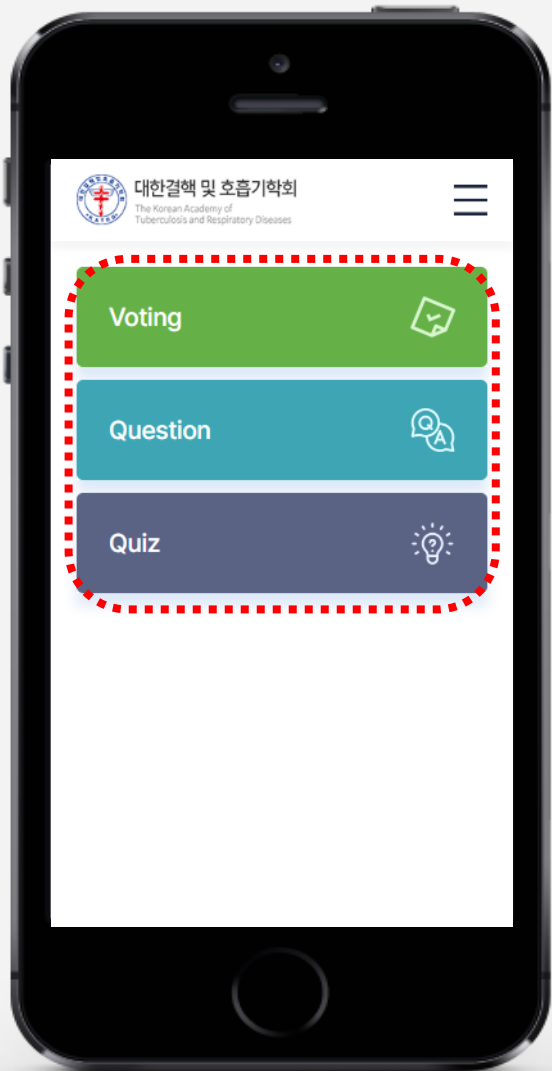 대한결핵 및 호흡기학회
The Korean Academy of
Tuberculosis and Respiratory Diseases
Voting
Question
Q
A
Quiz
?